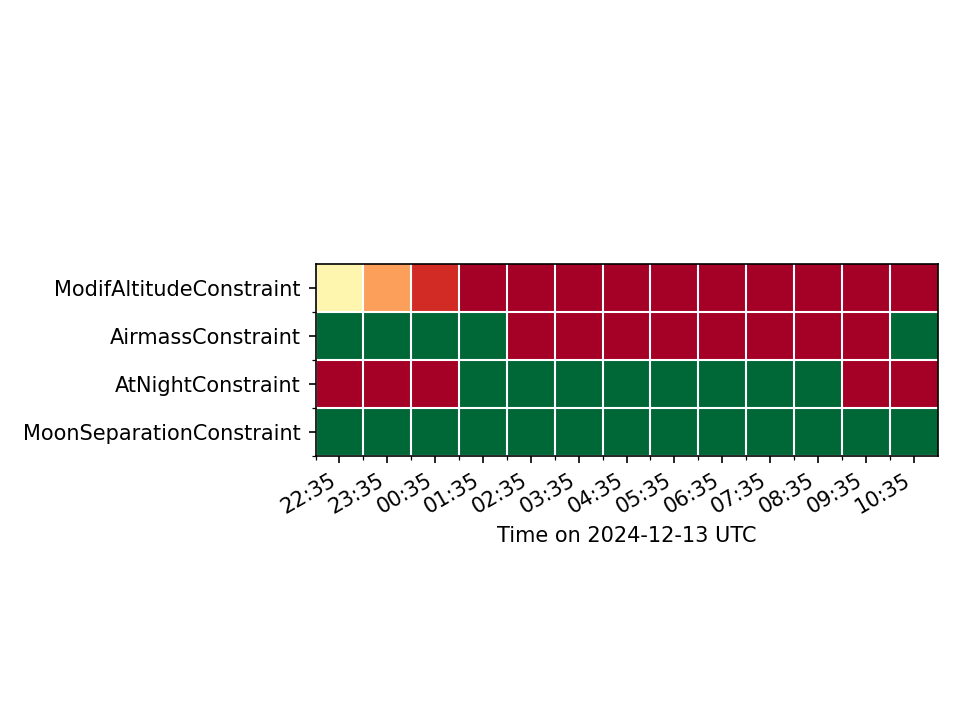 ModifAltitudeConstraint
AirmassConstraint
AtNightConstraint
MoonSeparationConstraint
22:35 23:35 00:35 01:35 02:35 03:35 04:35 05:35 06:35 07:35 08:35 09:35 10:35
Time on 2024-12-13 UTC